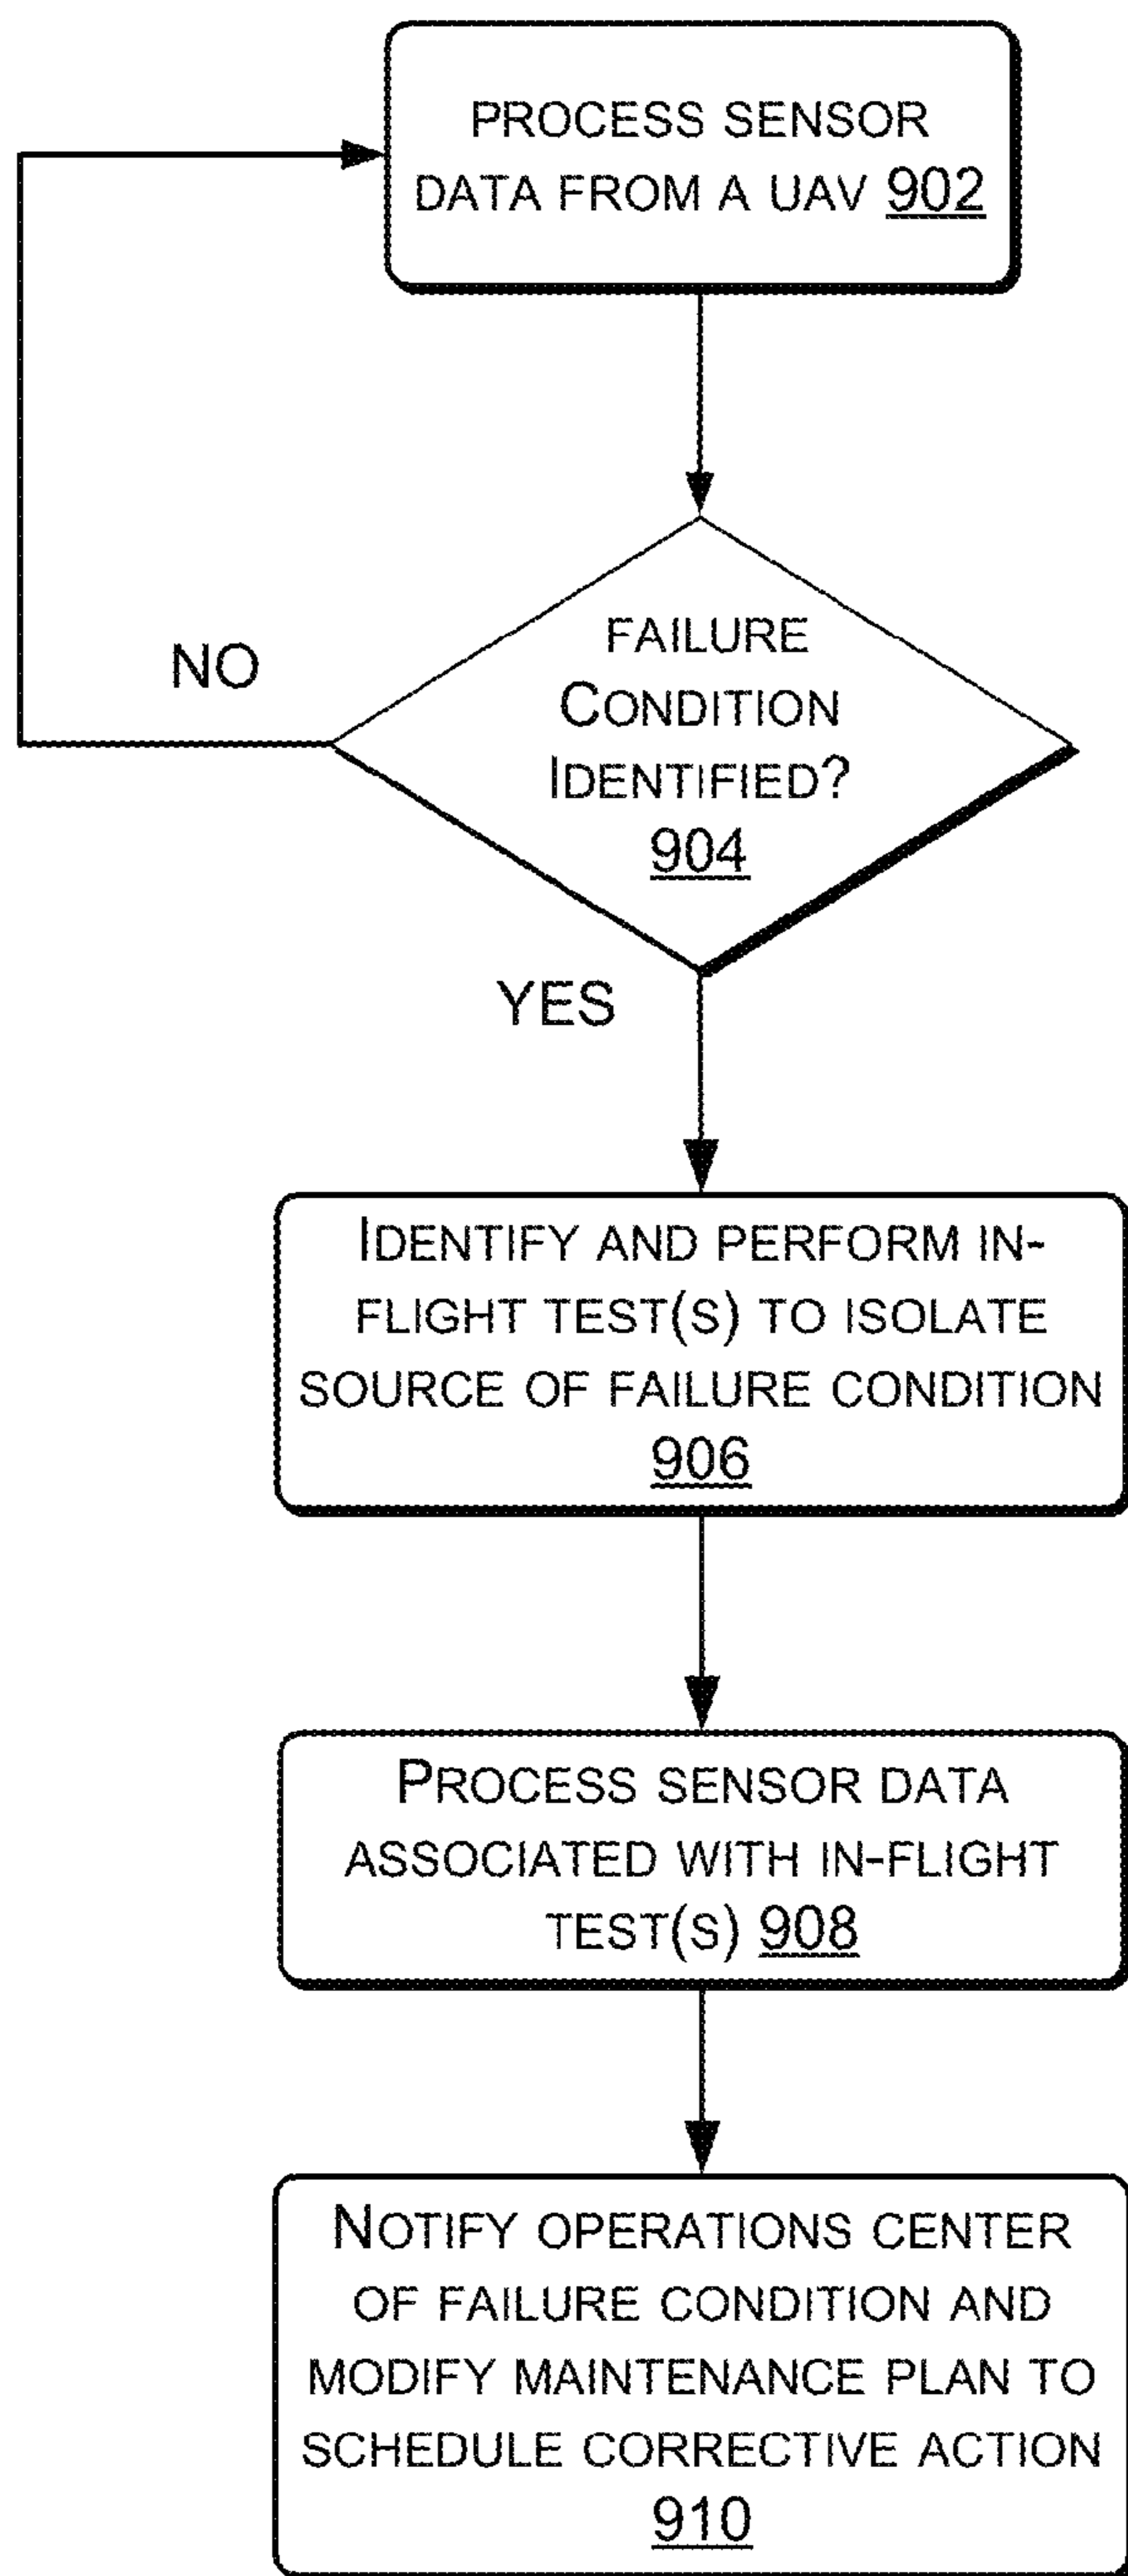 PROCESS SENSOR
DATA FROM A UAV 902
NO
FAILURE
CONDITION
IDENTIFIED?
904
YES
IDENTIFY AND PERFORM IN-
FLIGHT TEST(S) TO ISOLATE
SOURCE OF FAILURE CONDITION
906
PROCESS SENSOR DATA
ASSOCIATED WITH IN-FLIGHT
TEST(S) 908
NOTIFY OPERATIONS CENTER
OF FAILURE CONDITION AND
MODIFY MAINTENANCE PLAN TO
SCHEDULE CORRECTIVE ACTION
910